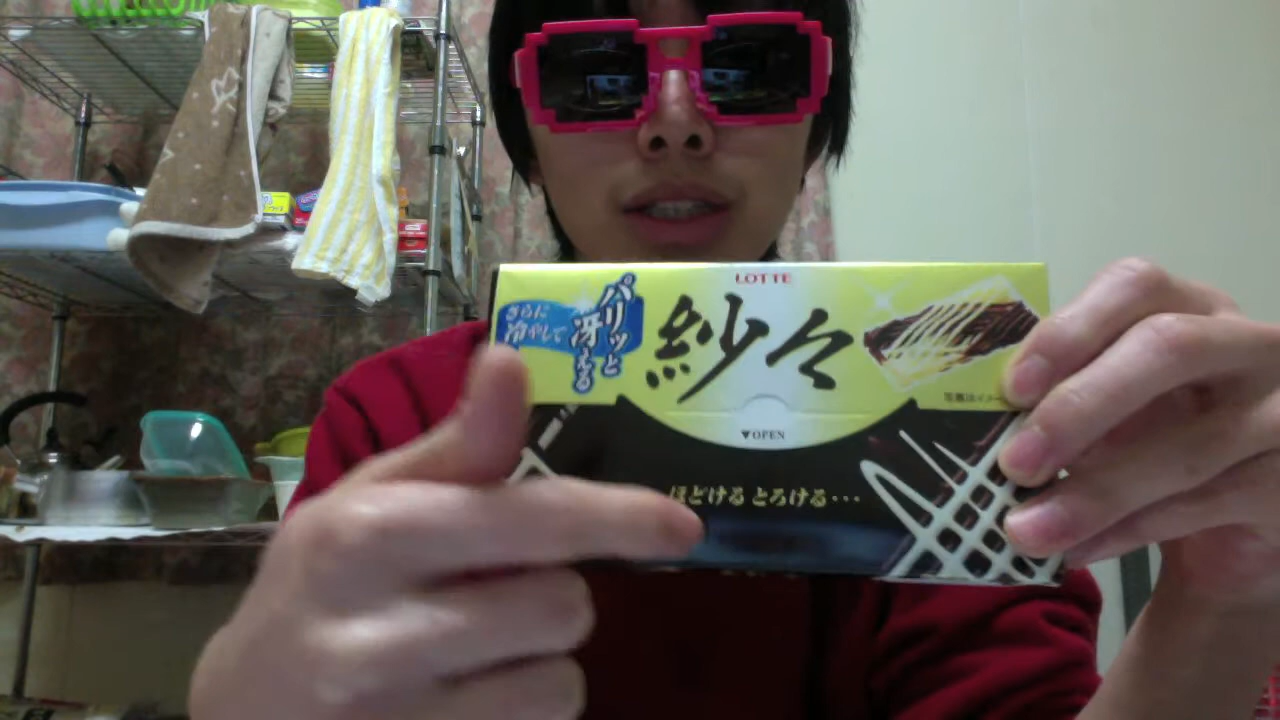 LOTTE
さらに
冷やして
パリッと
冴える
紗々
▼OPEN
ほどける とろける・・・